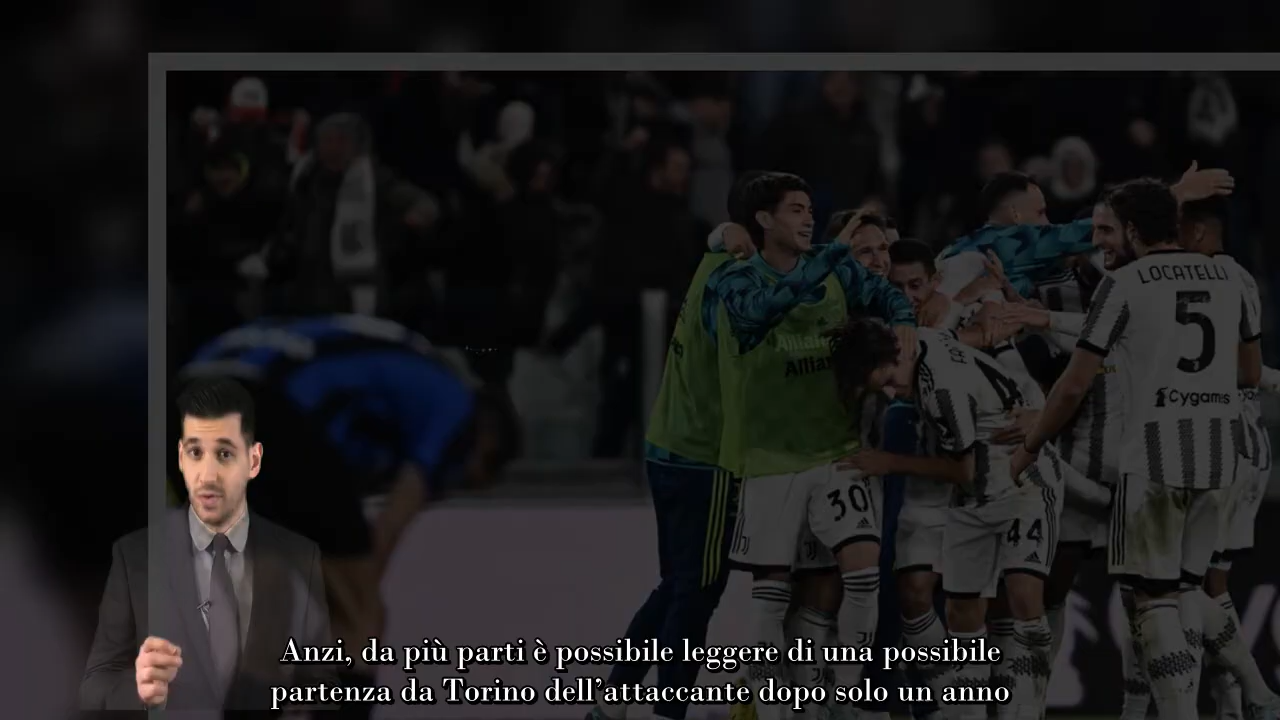 LOCATELLI
5
Cygames
Allianz
30
44
Anzi, da più parti è possibile leggere di una possibile
partenza da Torino dell'attaccante dopo solo un anno